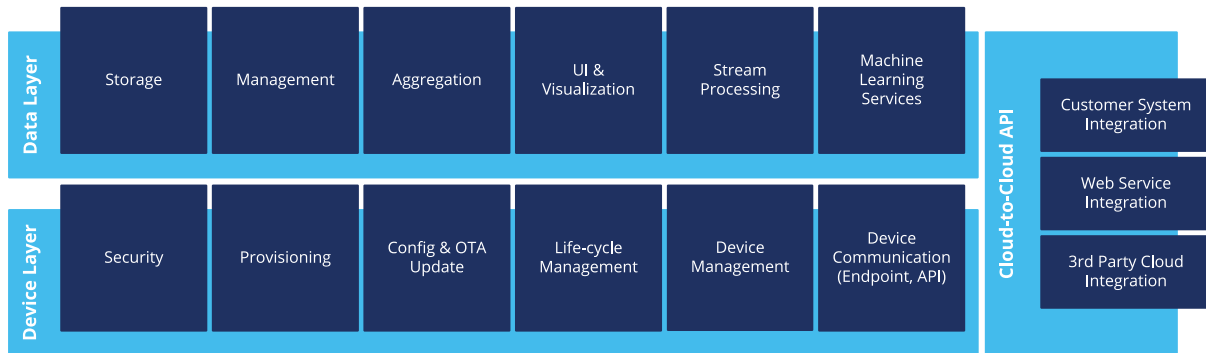 Data Layer
Storage
Management
Aggregation
UI &
Visualization
Stream
Processing
Machine
Learning
Services
Device Layer
Security
Provisioning
Config & OTA
Update
Life-cycle
Management
Device
Management
Device
Communication
(Endpoint, API)
Cloud-to-Cloud API
Customer System
Integration
Web Service
Integration
3rd Party Cloud
Integration